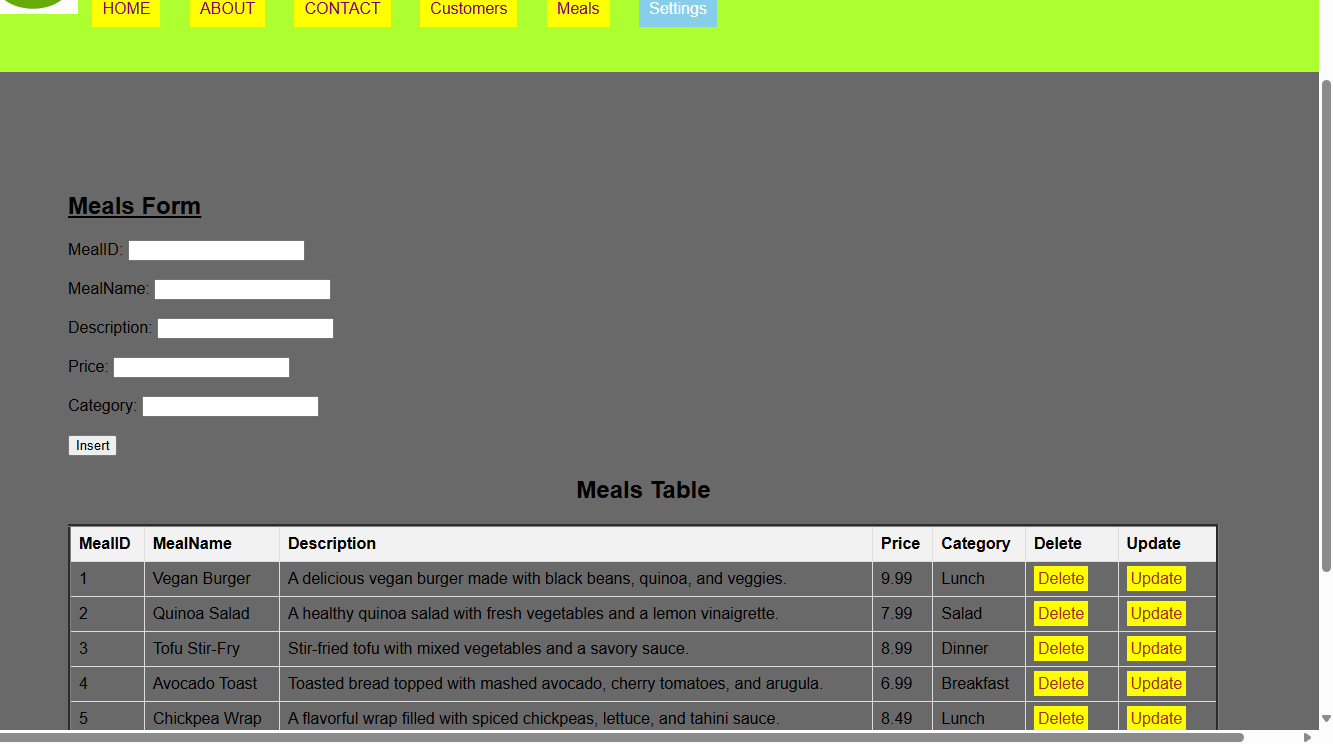 HOME ABOUT CONTACT Customers Meals Settings
Meals Form
MealID:
MealName:
Description:
Price:
Category:
Insert
Meals Table
MealID MealName Description Price Category Delete Update
1 Vegan Burger A delicious vegan burger made with black beans, quinoa, and veggies. 9.99 Lunch Delete Update
2 Quinoa Salad A healthy quinoa salad with fresh vegetables and a lemon vinaigrette. 7.99 Salad Delete Update
3 Tofu Stir-Fry Stir-fried tofu with mixed vegetables and a savory sauce. 8.99 Dinner Delete Update
4 Avocado Toast Toasted bread topped with mashed avocado, cherry tomatoes, and arugula. 6.99 Breakfast Delete Update
5 Chickpea Wrap A flavorful wrap filled with spiced chickpeas, lettuce, and tahini sauce. 8.49 Lunch Delete Update